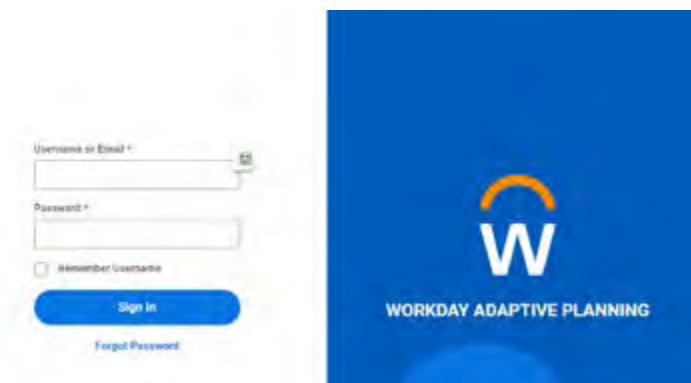 Username or Email *
Password *
Remember Username
Sign In
Forgot Password
W
WORKDAY ADAPTIVE PLANNING